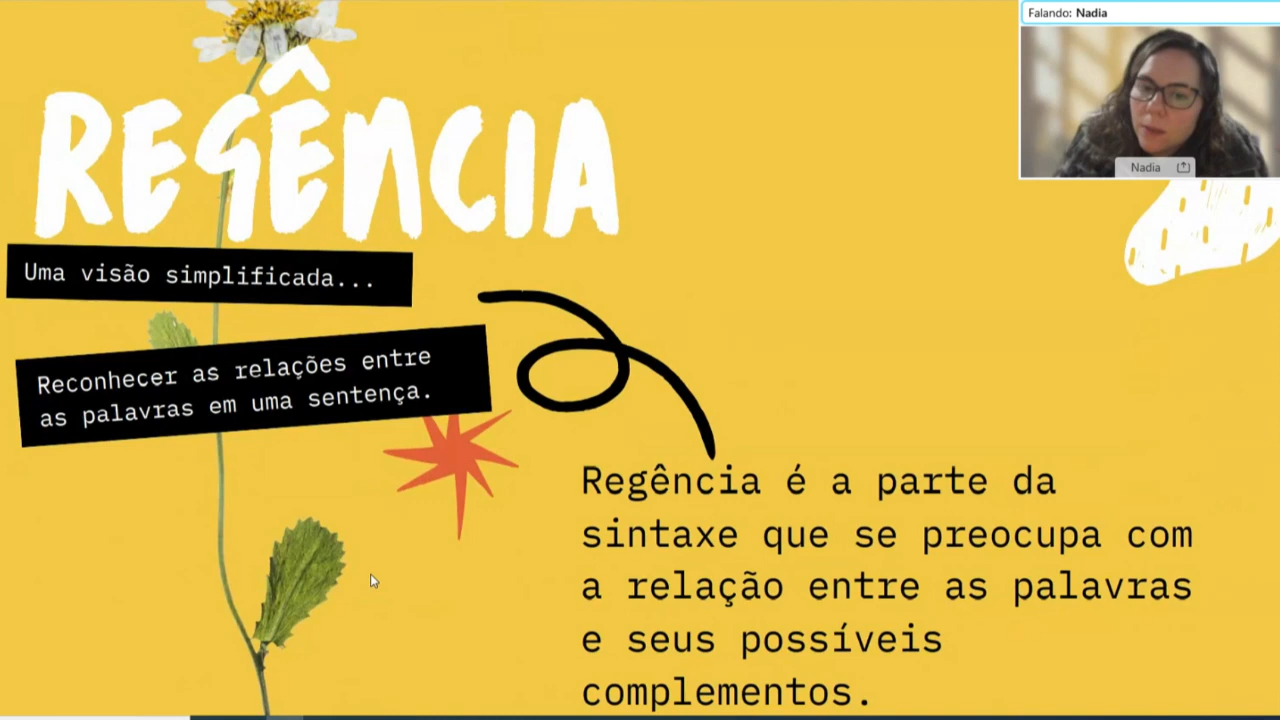 Falando: Nadia
Nadia
REGÊNCIA
Uma visão simplificada...
Reconhecer as relações entre
as palavras em uma sentença.
Regência é a parte da
sintaxe que se preocupa com
a relação entre as palavras
e seus possíveis
complementos.